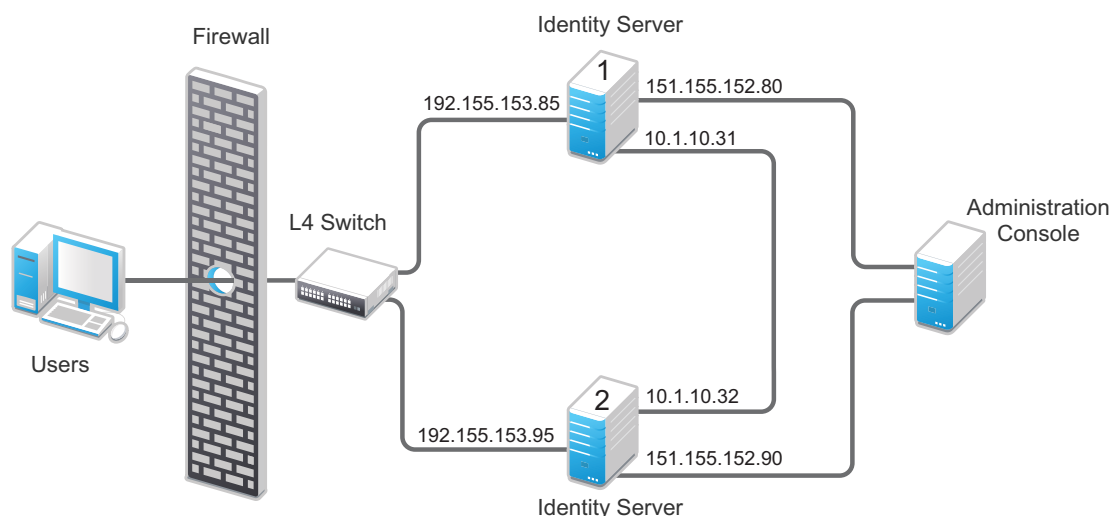 Identity Server
Firewall
1
151.155.152.80
192.155.153.85
10.1.10.31
Administration
Console
L4 Switch
Users
2
10.1.10.32
192.155.153.95
151.155.152.90
Identity Server